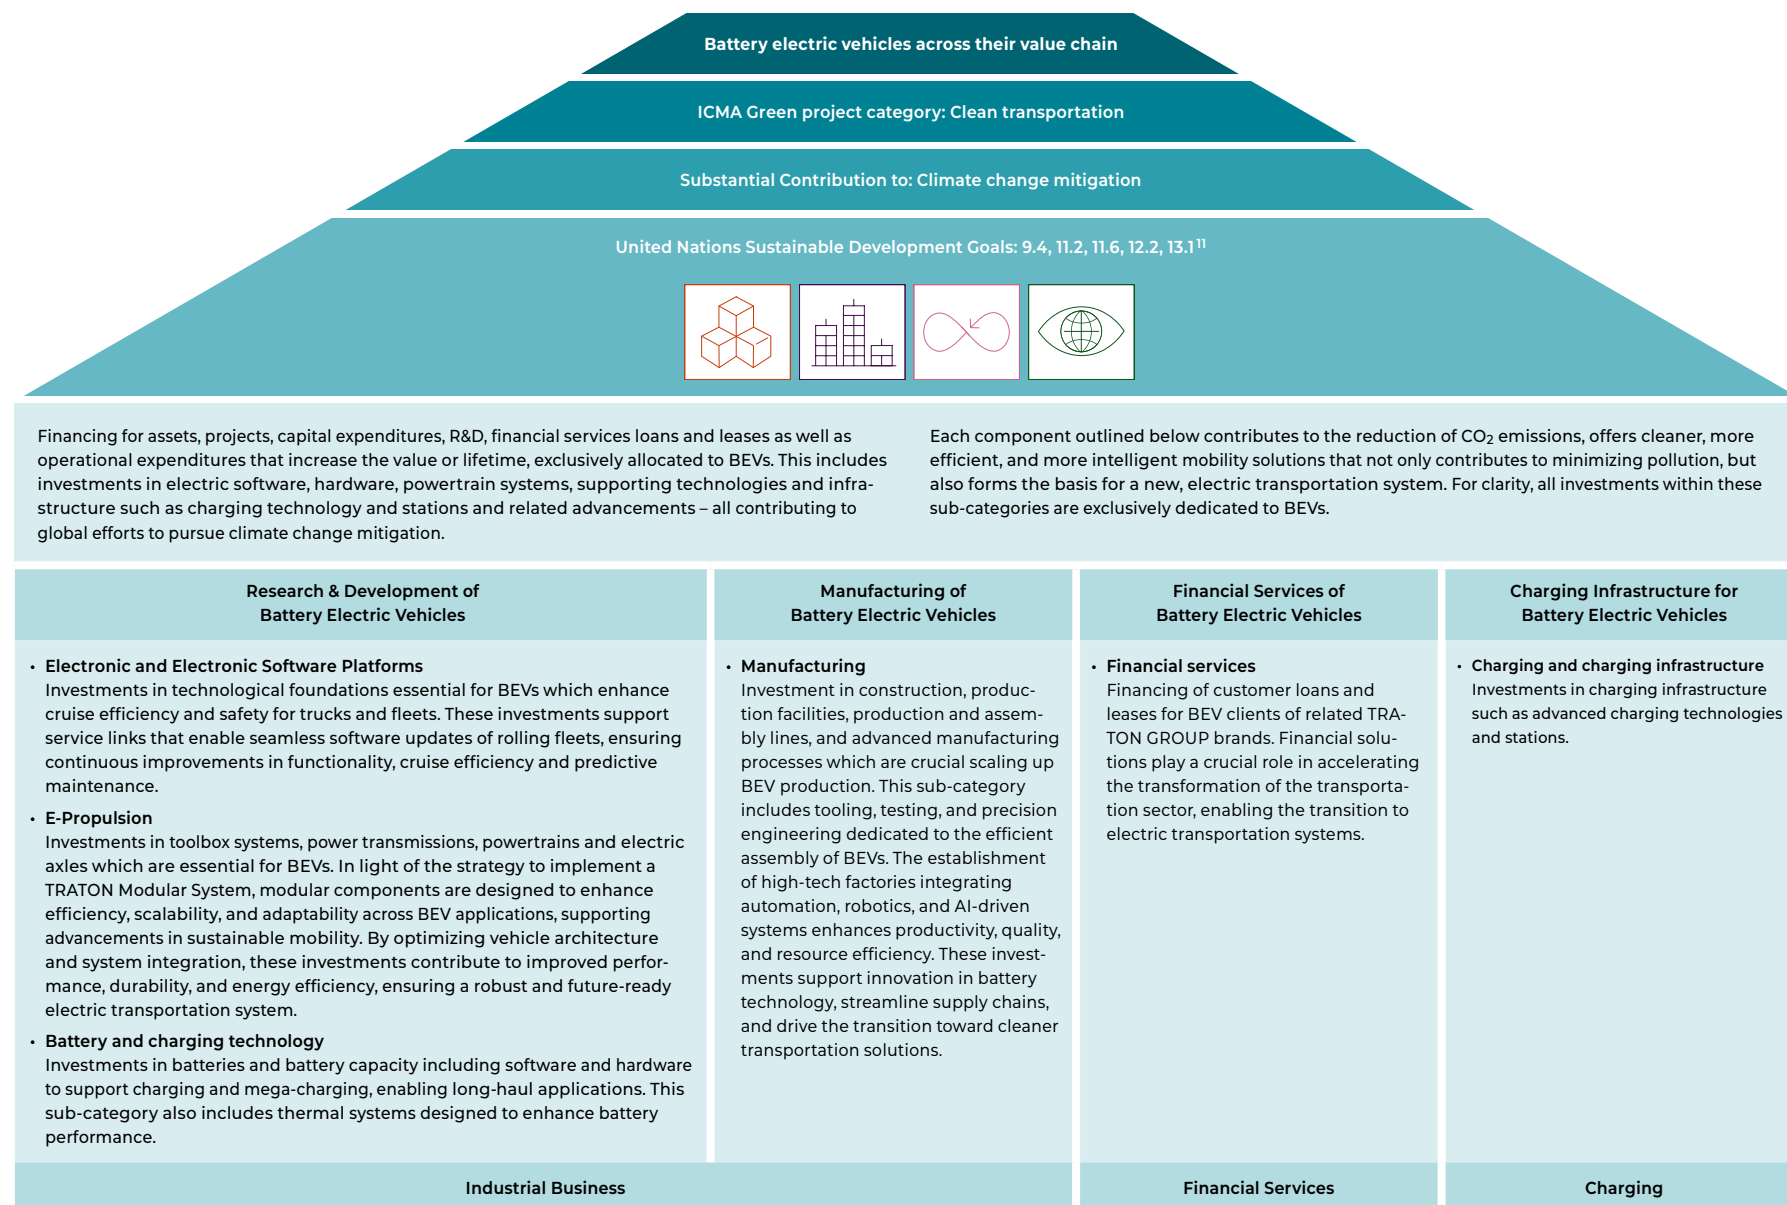 Battery electric vehicles across their value chain
ICMA Green project category: Clean transportation
Substantial Contribution to: Climate change mitigation
United Nations Sustainable Development Goals: 9.4, 11.2, 11.6, 12.2, 13.1 11
Financing for assets, projects, capital expenditures, R&D, financial services loans and leases as well as
operational expenditures that increase the value or lifetime, exclusively allocated to BEVs. This includes
investments in electric software, hardware, powertrain systems, supporting technologies and infra-
structure such as charging technology and stations and related advancements – all contributing to
global efforts to pursue climate change mitigation.
Each component outlined below contributes to the reduction of CO2 emissions, offers cleaner, more
efficient, and more intelligent mobility solutions that not only contributes to minimizing pollution, but
also forms the basis for a new, electric transportation system. For clarity, all investments within these
sub-categories are exclusively dedicated to BEVs.
Research & Development of
Battery Electric Vehicles
• Electronic and Electronic Software Platforms
Investments in technological foundations essential for BEVs which enhance
cruise efficiency and safety for trucks and fleets. These investments support
service links that enable seamless software updates of rolling fleets, ensuring
continuous improvements in functionality, cruise efficiency and predictive
maintenance.
• E-Propulsion
Investments in toolbox systems, power transmissions, powertrains and electric
axles which are essential for BEVs. In light of the strategy to implement a
TRATON Modular System, modular components are designed to enhance
efficiency, scalability, and adaptability across BEV applications, supporting
advancements in sustainable mobility. By optimizing vehicle architecture
and system integration, these investments contribute to improved perfor-
mance, durability, and energy efficiency, ensuring a robust and future-ready
electric transportation system.
• Battery and charging technology
Investments in batteries and battery capacity including software and hardware
to support charging and mega-charging, enabling long-haul applications. This
sub-category also includes thermal systems designed to enhance battery
performance.
Manufacturing of
Battery Electric Vehicles
• Manufacturing
Investment in construction, produc-
tion facilities, production and assem-
bly lines, and advanced manufacturing
processes which are crucial scaling up
BEV production. This sub-category
includes tooling, testing, and precision
engineering dedicated to the efficient
assembly of BEVs. The establishment
of high-tech factories integrating
automation, robotics, and AI-driven
systems enhances productivity, quality,
and resource efficiency. These invest-
ments support innovation in battery
technology, streamline supply chains,
and drive the transition toward cleaner
transportation solutions.
Industrial Business
Financial Services of
Battery Electric Vehicles
• Financial services
Financing of customer loans and
leases for BEV clients of related TRA-
TON GROUP brands. Financial solu-
tions play a crucial role in accelerating
the transformation of the transporta-
tion sector, enabling the transition to
electric transportation systems.
Financial Services
Charging Infrastructure for
Battery Electric Vehicles
• Charging and charging infrastructure
Investments in charging infrastructure
such as advanced charging technologies
and stations.
Charging